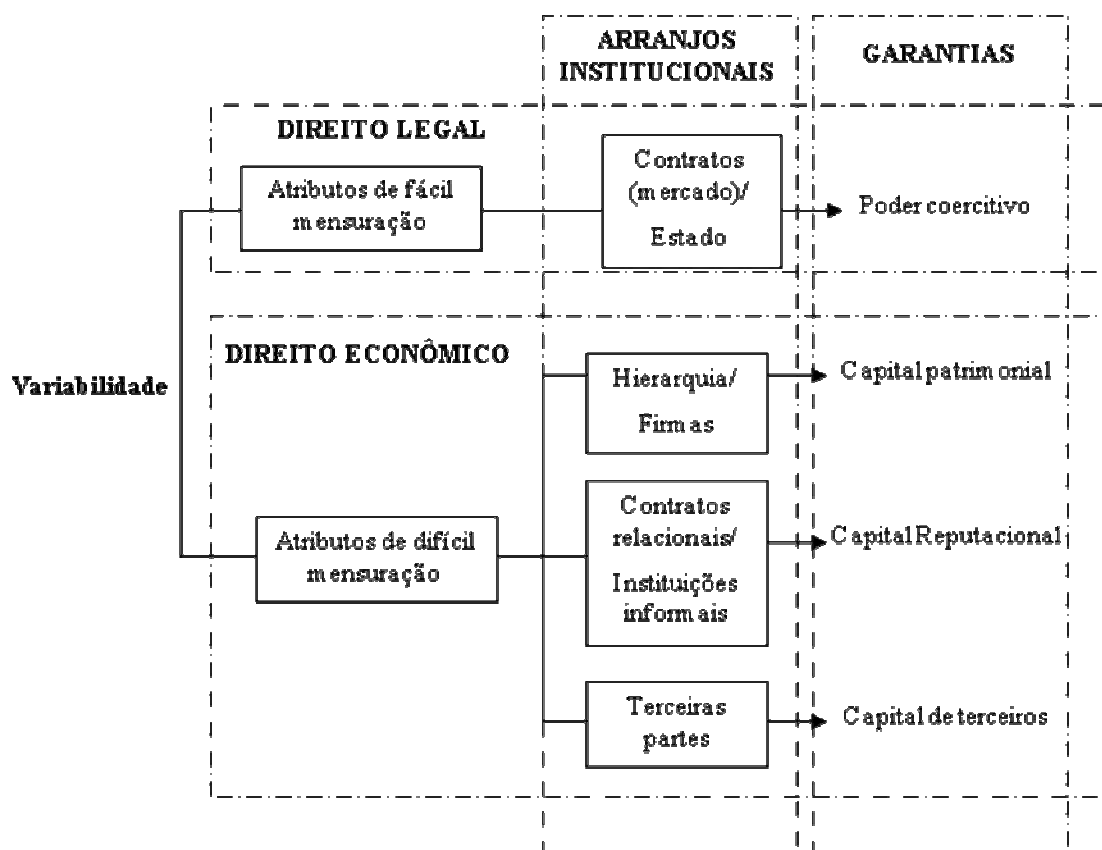 ARRANJOS
INSTITUCIONAIS
GARANTIAS
DIREITO LEGAL
Atributos de fácil
mensuração
Contratos
(mercado)/
Estado
Poder coercitivo
DIREITO ECONÔMICO
Variabilidade
Hierarquia/
Firmas
Capital patrimonial
Atributos de difícil
mensuração
Contratos
relacionais/
Instituições
informais
Capital Reputacional
Terceiras
partes
Capital de terceiros